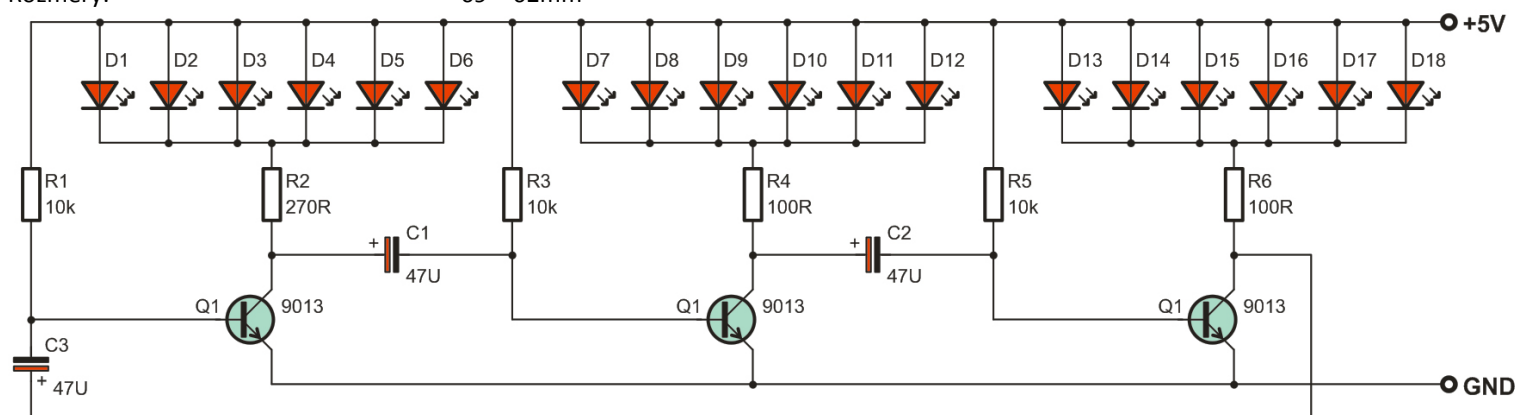 +5V
D1 D2 D3 D4 D5 D6 D7 D8 D9 D10 D11 D12 D13 D14 D15 D16 D17 D18
R1 10k
R2 270R
R3 10k
R4 100R
R5 10k
R6 100R
+ C1 47U
+ C2 47U
Q1 9013
Q1 9013
Q1 9013
C3
+ 47U
GND